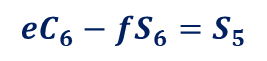 eC₆ − fS₆ = S₅